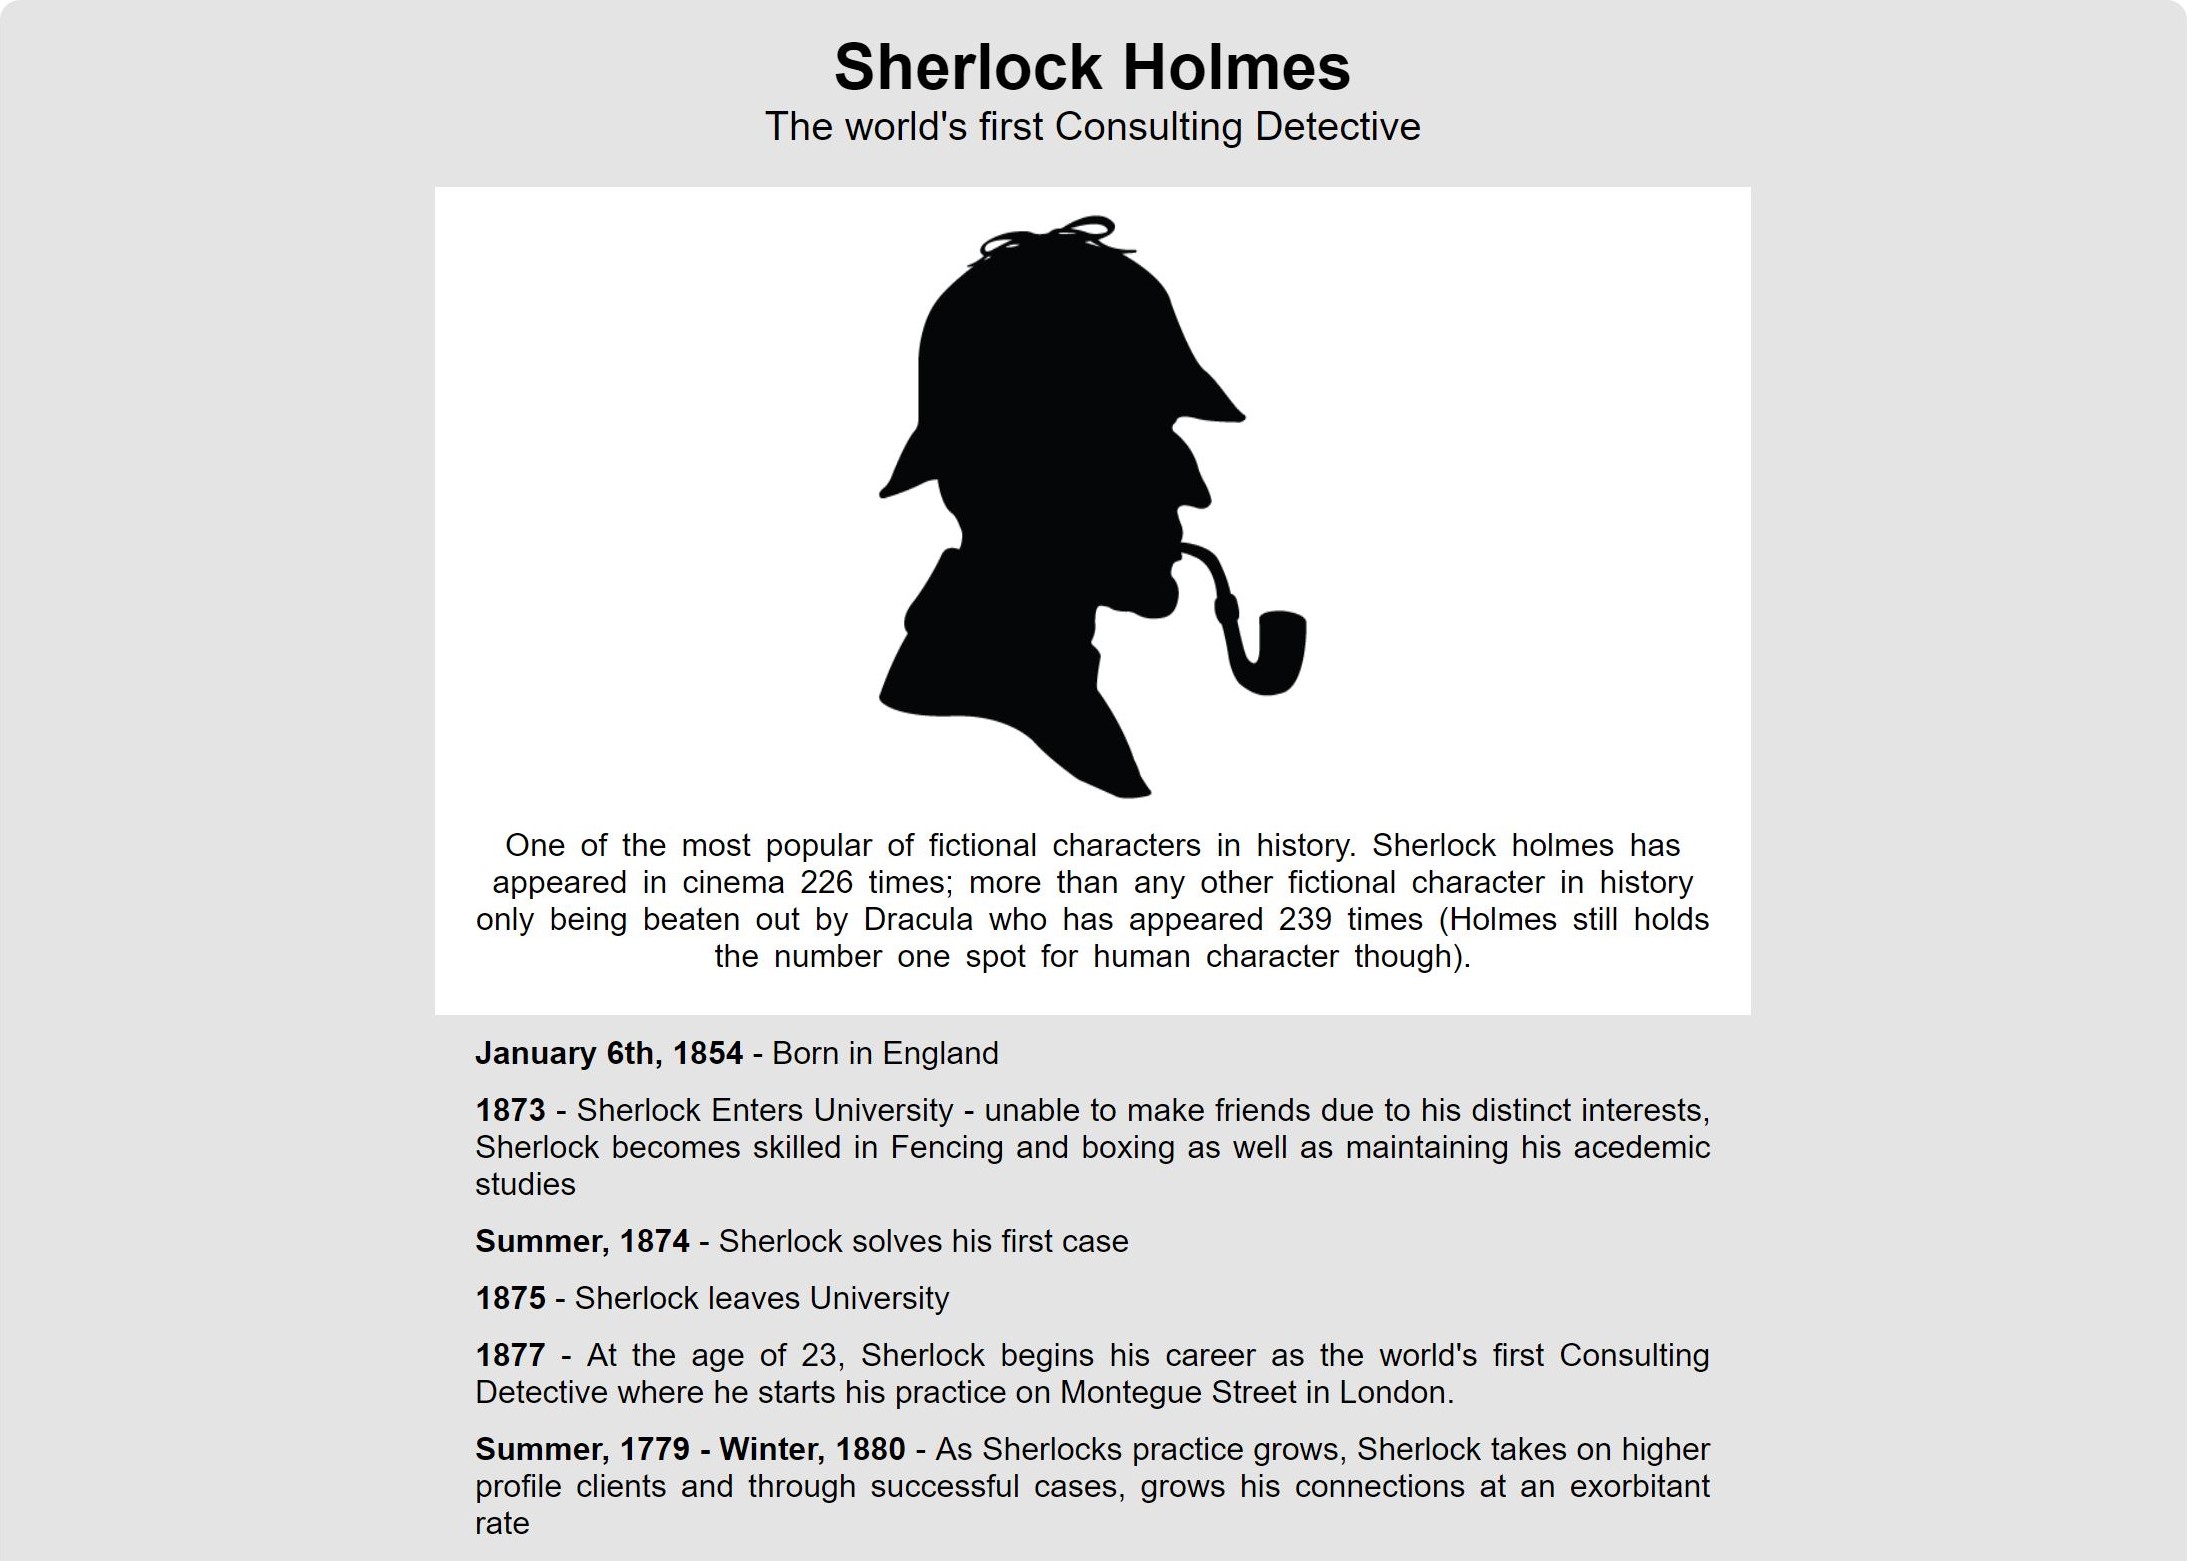 Sherlock Holmes
The world's first Consulting Detective
One of the most popular of fictional characters in history. Sherlock holmes has
appeared in cinema 226 times; more than any other fictional character in history
only being beaten out by Dracula who has appeared 239 times (Holmes still holds
the number one spot for human character though).
January 6th, 1854 - Born in England
1873 - Sherlock Enters University - unable to make friends due to his distinct interests,
Sherlock becomes skilled in Fencing and boxing as well as maintaining his acedemic
studies
Summer, 1874 - Sherlock solves his first case
1875 - Sherlock leaves University
1877 - At the age of 23, Sherlock begins his career as the world's first Consulting
Detective where he starts his practice on Montegue Street in London.
Summer, 1779 - Winter, 1880 - As Sherlocks practice grows, Sherlock takes on higher
profile clients and through successful cases, grows his connections at an exorbitant
rate